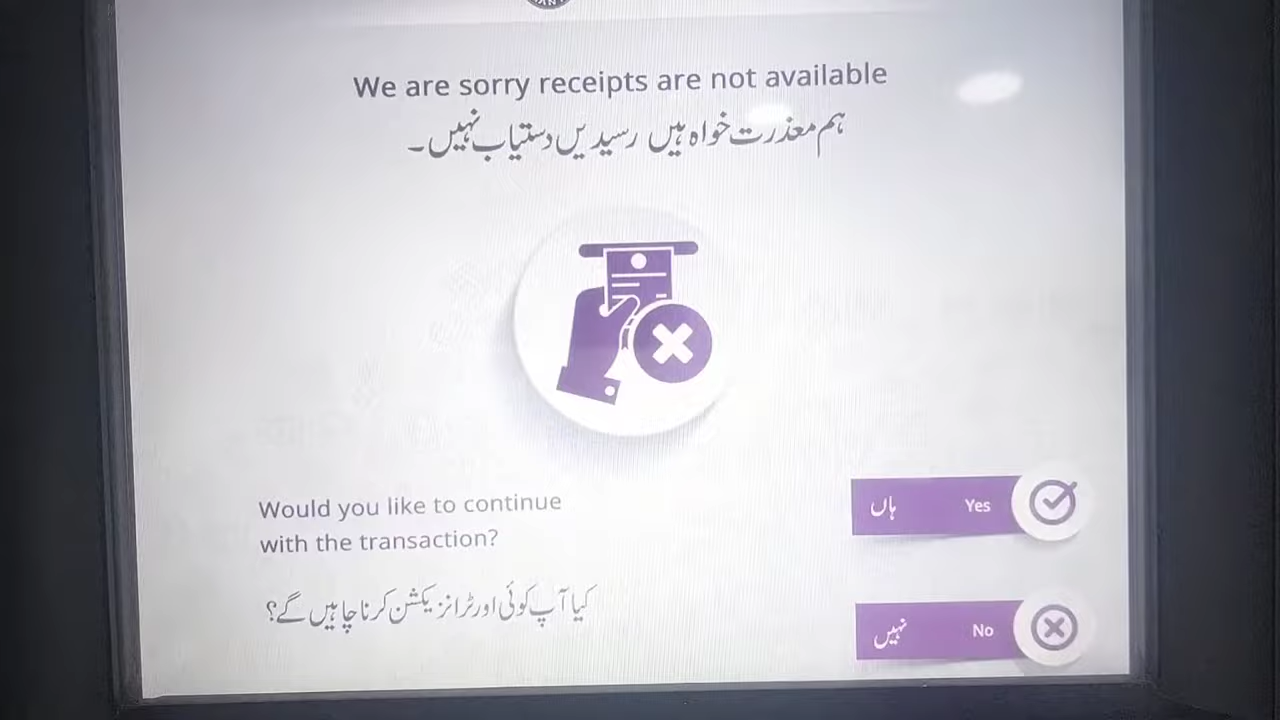 We are sorry receipts are not available
ہم معذرت خواہ ہیں رسیدیں دستیاب نہیں۔
Would you like to continue
with the transaction?
کیا آپ کوئی اور ٹرانزیکشن کرنا چاہیں گے؟
ہاں Yes
نہیں No